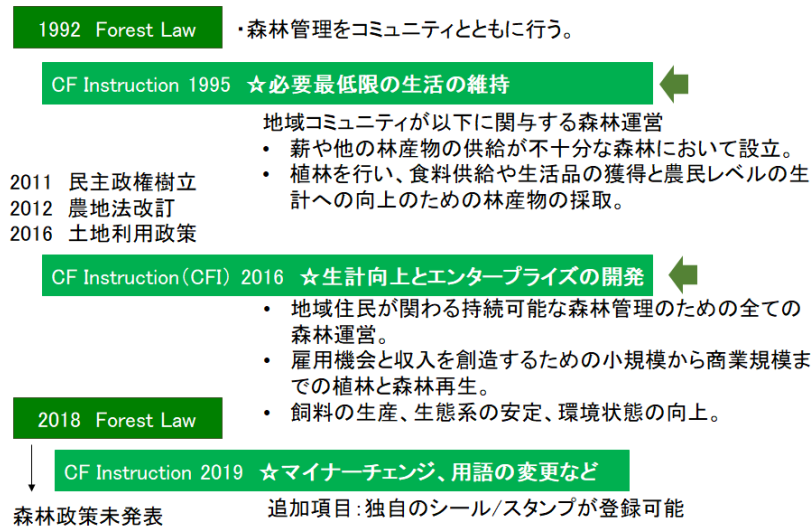 1992 Forest Law ・森林管理をコミュニティとともに行う。
CF Instruction 1995 ☆必要最低限の生活の維持
地域コミュニティが以下に関与する森林運営
• 薪や他の林産物の供給が不十分な森林において設立。
• 植林を行い、食料供給や生活品の獲得と農民レベルの生
計への向上のための林産物の採取。
2011 民主政権樹立
2012 農地法改訂
2016 土地利用政策
CF Instruction(CFI) 2016 ☆生計向上とエンタープライズの開発
• 地域住民が関わる持続可能な森林管理のための全ての
森林運営。
• 雇用機会と収入を創造するための小規模から商業規模ま
での植林と森林再生。
• 飼料の生産、生態系の安定、環境状態の向上。
2018 Forest Law
CF Instruction 2019 ☆マイナーチェンジ、用語の変更など
森林政策未発表
追加項目:独自のシール/スタンプが登録可能